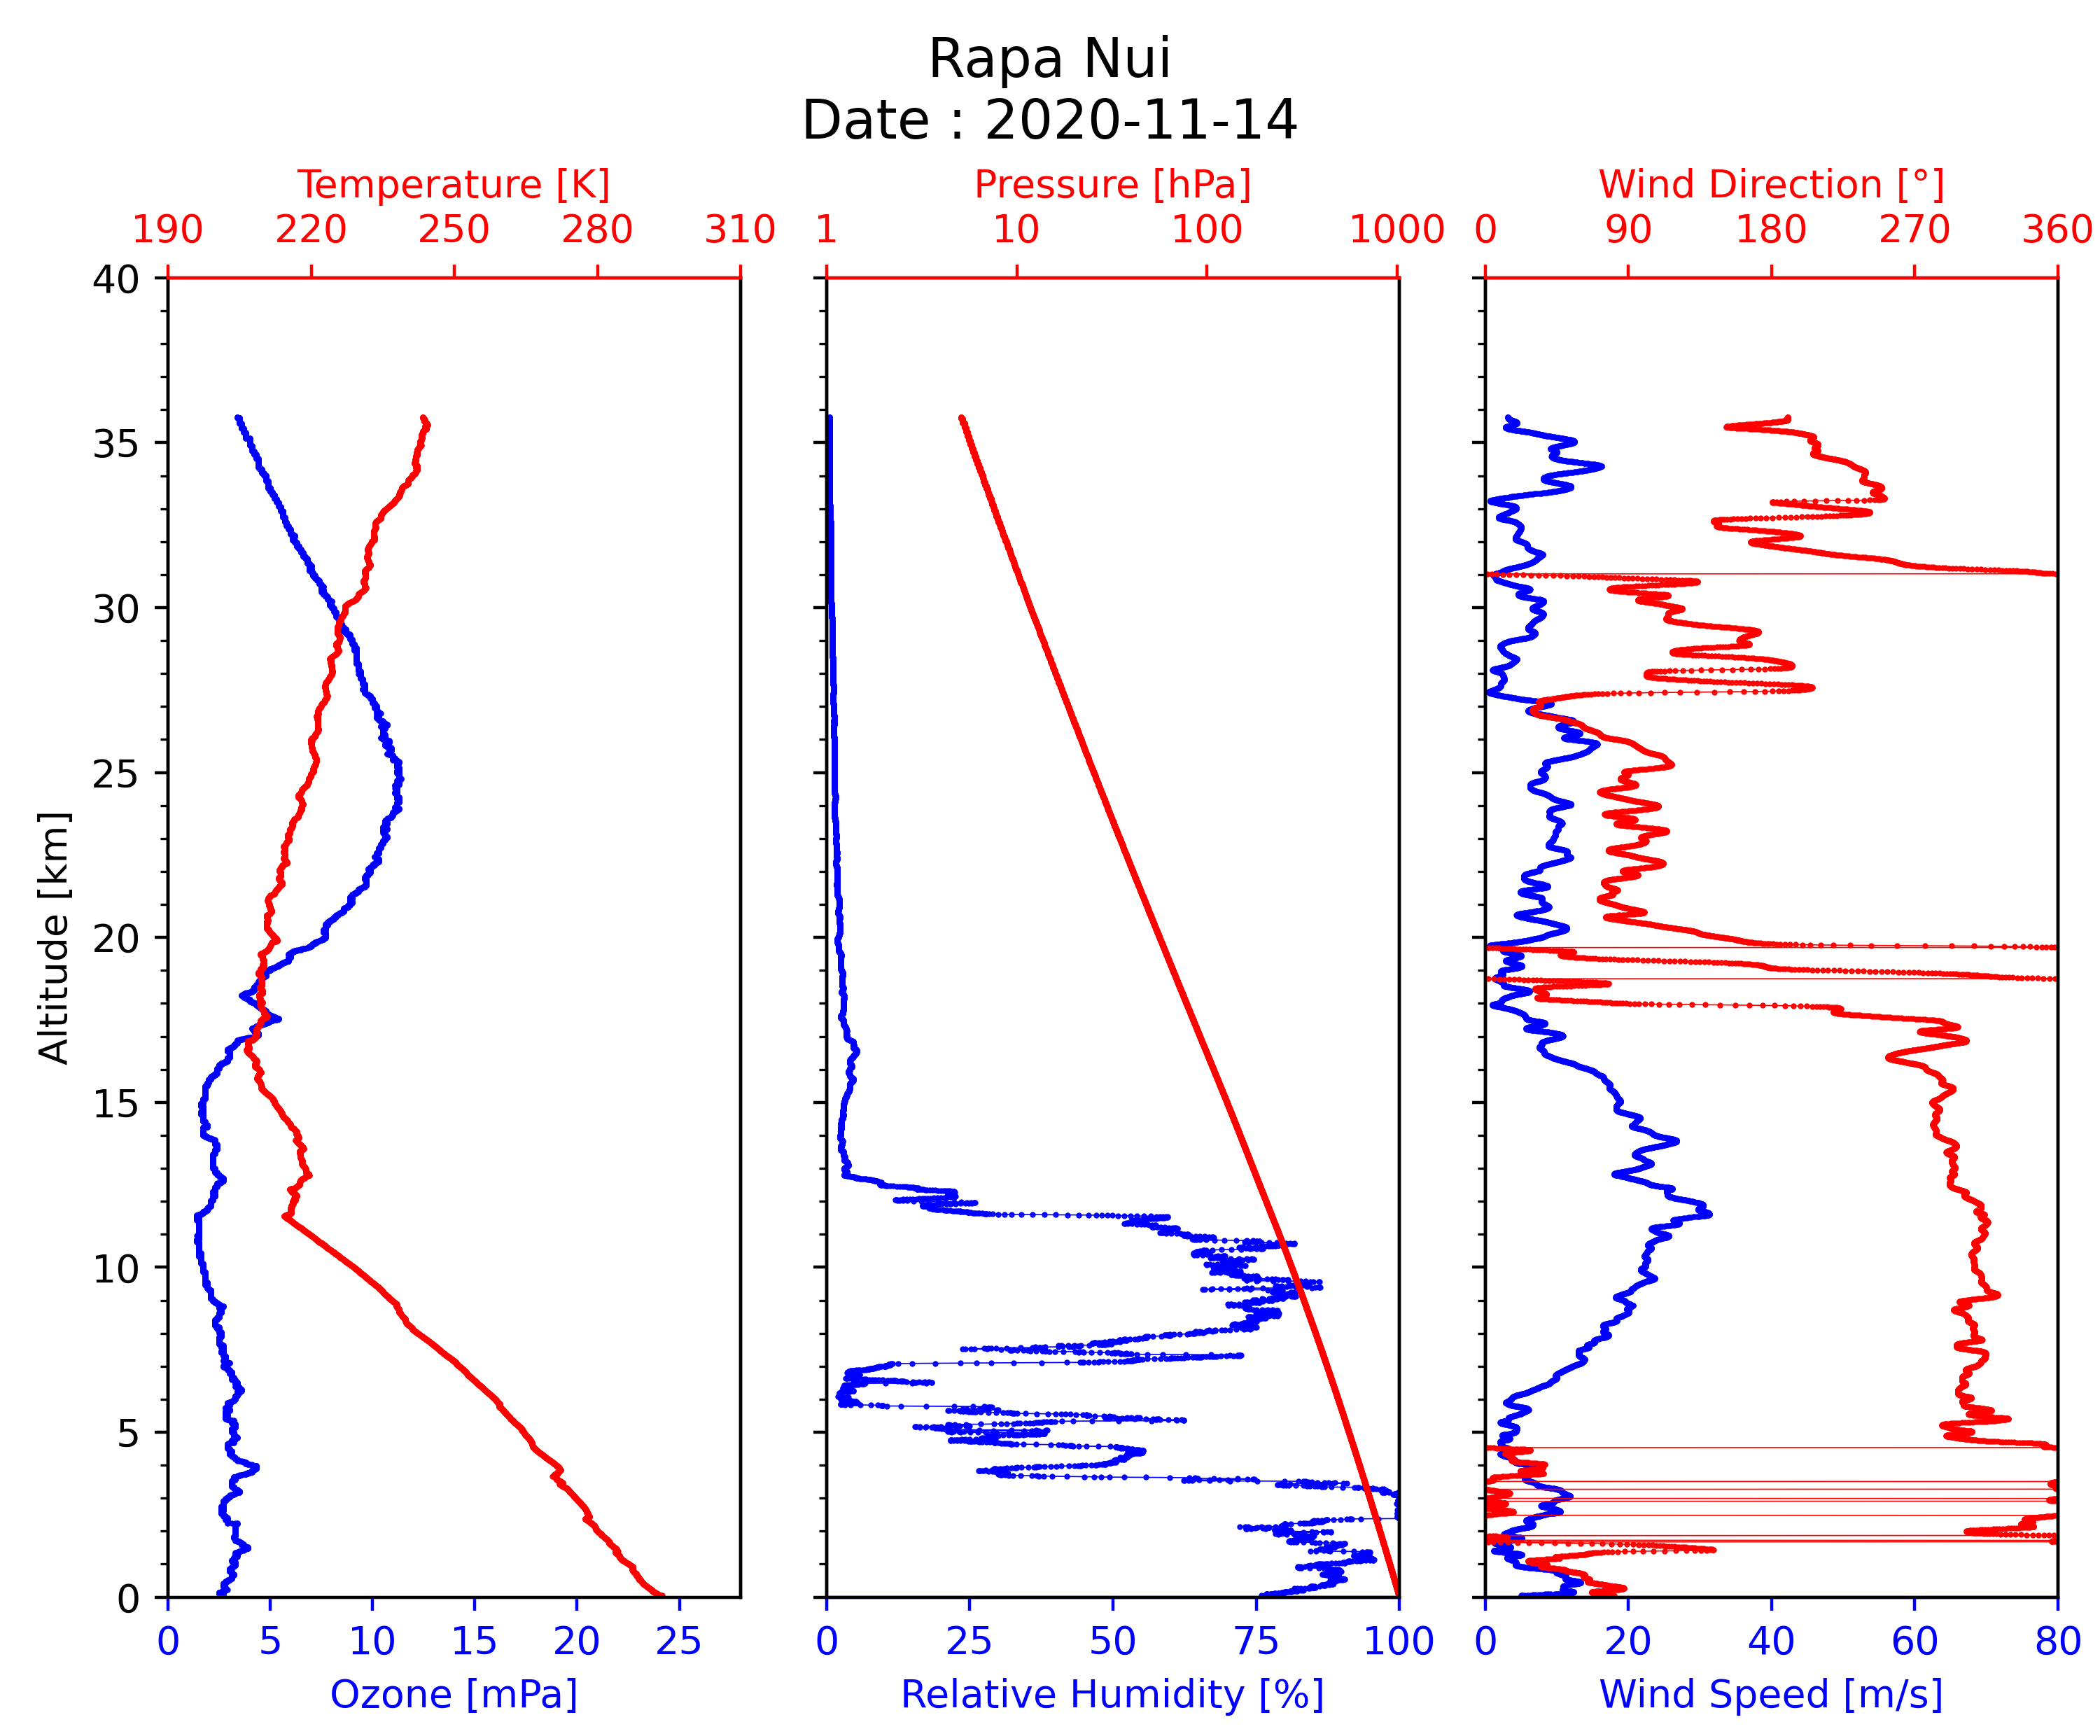 Rapa Nui
Date : 2020-11-14
Temperature [K]
190 220 250 280 310
Pressure [hPa]
1 10 100 1000
Wind Direction [°]
0 90 180 270 360
Altitude [km]
40
35
30
25
20
15
10
5
0
0 5 10 15 20 25
Ozone [mPa]
0 25 50 75 100
Relative Humidity [%]
0 20 40 60 80
Wind Speed [m/s]